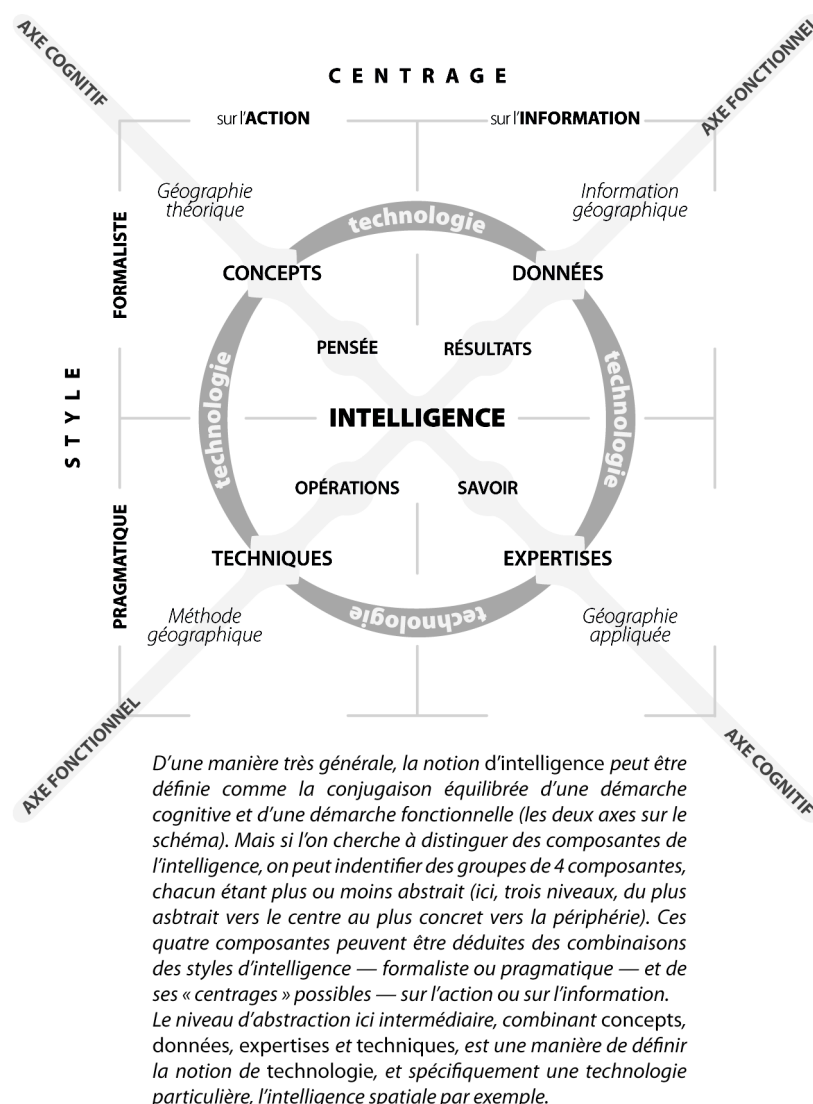 AXE COGNITIF
AXE FONCTIONNEL
CENTRAGE
sur l'ACTION
sur l'INFORMATION
Géographie
théorique
Information
géographique
technologie
FORMALISTE
CONCEPTS
DONNÉES
PENSÉE
RÉSULTATS
technologie
technologie
STYLE
INTELLIGENCE
OPÉRATIONS
SAVOIR
PRAGMATIQUE
TECHNIQUES
EXPERTISES
technologie
Méthode
géographique
Géographie
appliquée
AXE FONCTIONNEL
AXE COGNITIF
D'une manière très générale, la notion d'intelligence peut être
définie comme la conjugaison équilibrée d'une démarche
cognitive et d'une démarche fonctionnelle (les deux axes sur le
schéma). Mais si l'on cherche à distinguer des composantes de
l'intelligence, on peut indentifier des groupes de 4 composantes,
chacun étant plus ou moins abstrait (ici, trois niveaux, du plus
asbtrait vers le centre au plus concret vers la périphérie). Ces
quatre composantes peuvent être déduites des combinaisons
des styles d'intelligence — formaliste ou pragmatique — et de
ses « centrages » possibles — sur l'action ou sur l'information.
Le niveau d'abstraction ici intermédiaire, combinant concepts,
données, expertises et techniques, est une manière de définir
la notion de technologie, et spécifiquement une technologie
particulière, l'intelligence spatiale par exemple.